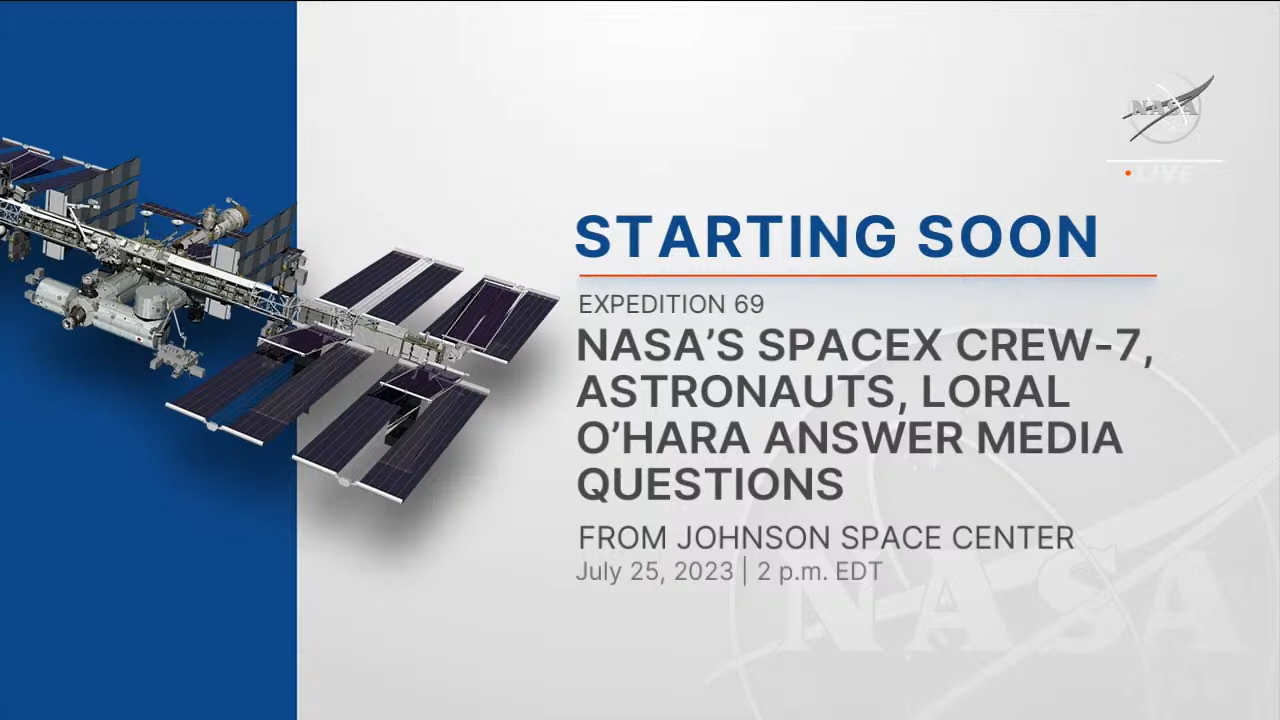 NASA
LIVE
STARTING SOON
EXPEDITION 69
NASA’S SPACEX CREW-7,
ASTRONAUTS, LORAL
O’HARA ANSWER MEDIA
QUESTIONS
FROM JOHNSON SPACE CENTER
July 25, 2023 | 2 p.m. EDT
NASA